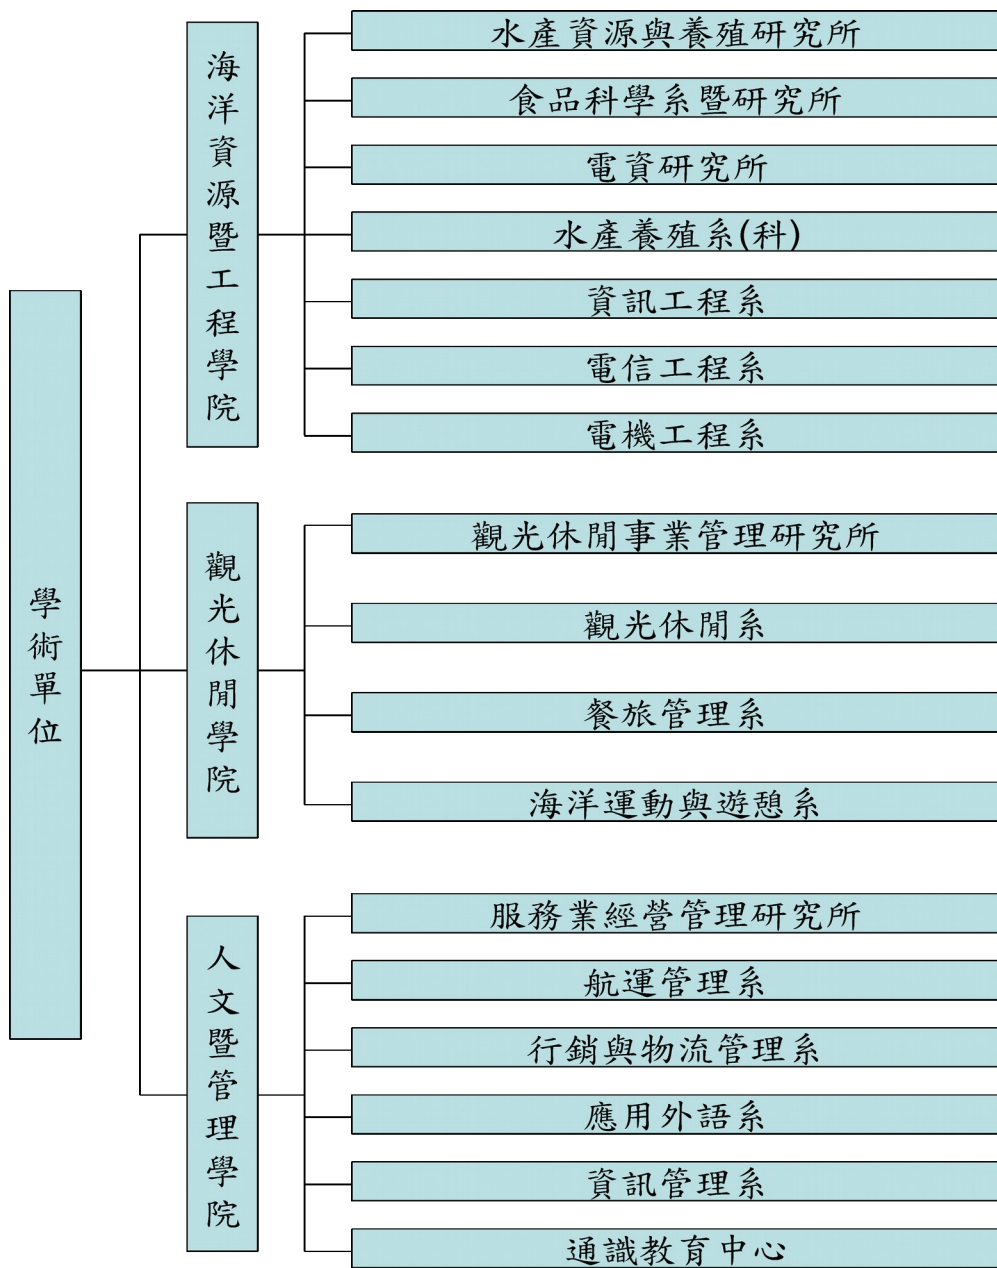 學術單位
海洋資源暨工程學院
水產資源與養殖研究所
食品科學系暨研究所
電資研究所
水產養殖系(科)
資訊工程系
電信工程系
電機工程系
觀光休閒學院
觀光休閒事業管理研究所
觀光休閒系
餐旅管理系
海洋運動與遊憩系
人文暨管理學院
服務業經營管理研究所
航運管理系
行銷與物流管理系
應用外語系
資訊管理系
通識教育中心